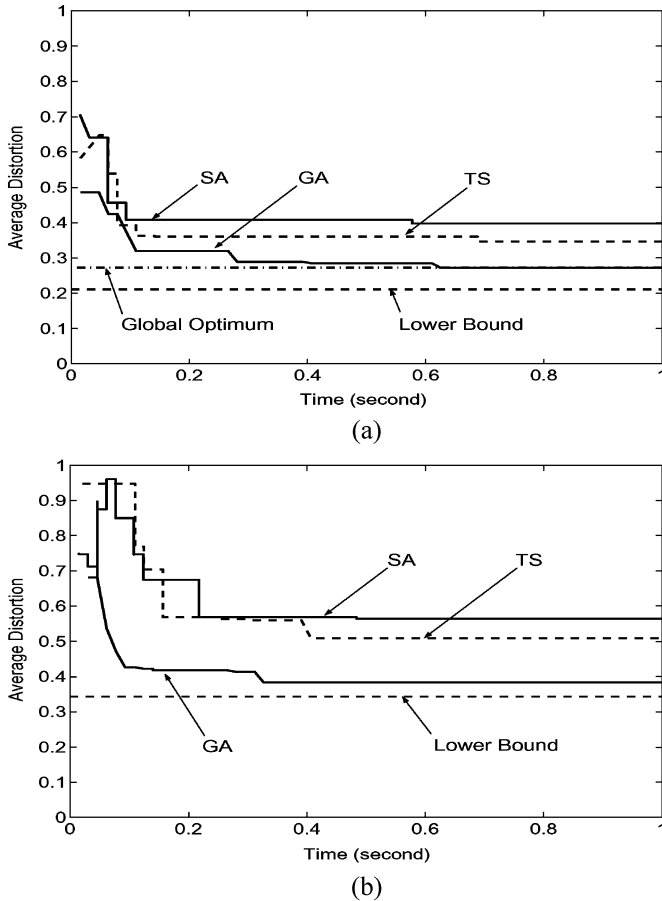 1
0.9
0.8
0.7
0.6
0.5
0.4
0.3
0.2
0.1
0
Average Distortion
SA
GA
TS
Global Optimum
Lower Bound
0 0.2 0.4 0.6 0.8 1
Time (second)
(a)
1
0.9
0.8
0.7
0.6
0.5
0.4
0.3
0.2
0.1
0
Average Distortion
SA
TS
GA
Lower Bound
0 0.2 0.4 0.6 0.8 1
Time (second)
(b)